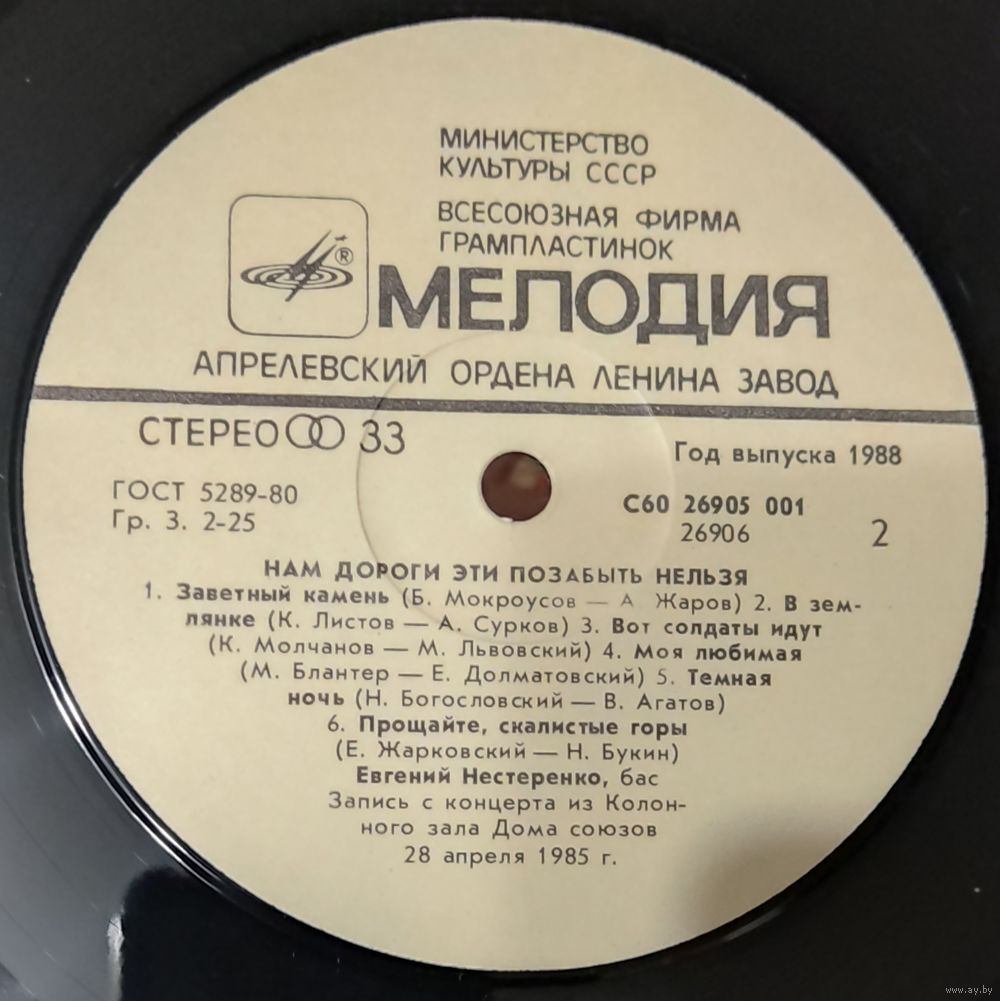 МИНИСТЕРСТВО
КУЛЬТУРЫ СССР
ВСЕСОЮЗНАЯ ФИРМА
ГРАМПЛАСТИНОК
®
МЕЛОДИЯ
АПРЕЛЕВСКИЙ ОРДЕНА ЛЕНИНА ЗАВОД
СТЕРЕО 33
Год выпуска 1988
ГОСТ 5289-80
Гр. 3. 2-25
С60 26905 001
26906
2
НАМ ДОРОГИ ЭТИ ПОЗАБЫТЬ НЕЛЬЗЯ
1. Заветный камень (Б. Мокроусов — А. Жаров) 2. В зем-
лянке (К. Листов — А. Сурков) 3. Вот солдаты идут
(К. Молчанов — М. Львовский) 4. Моя любимая
(М. Блантер — Е. Долматовский) 5. Темная
ночь (Н. Богословский — В. Агатов)
6. Прощайте, скалистые горы
(Е. Жарковский — Н. Букин)
Евгений Нестеренко, бас
Запись с концерта из Колон-
ного зала Дома союзов
28 апреля 1985 г.
www.ay.by